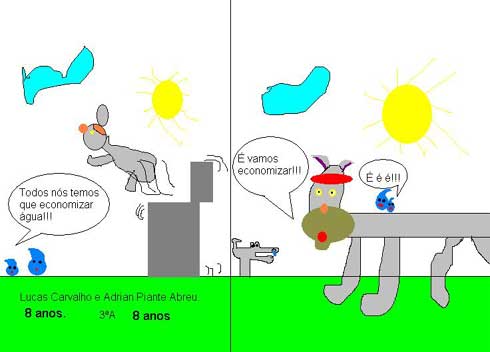 Todos nós temos
que economizar
água!!!
É vamos
economizar!!!
É é é!!!
Lucas Carvalho e Adrian Piante Abreu.
8 anos. 3ªA 8 anos